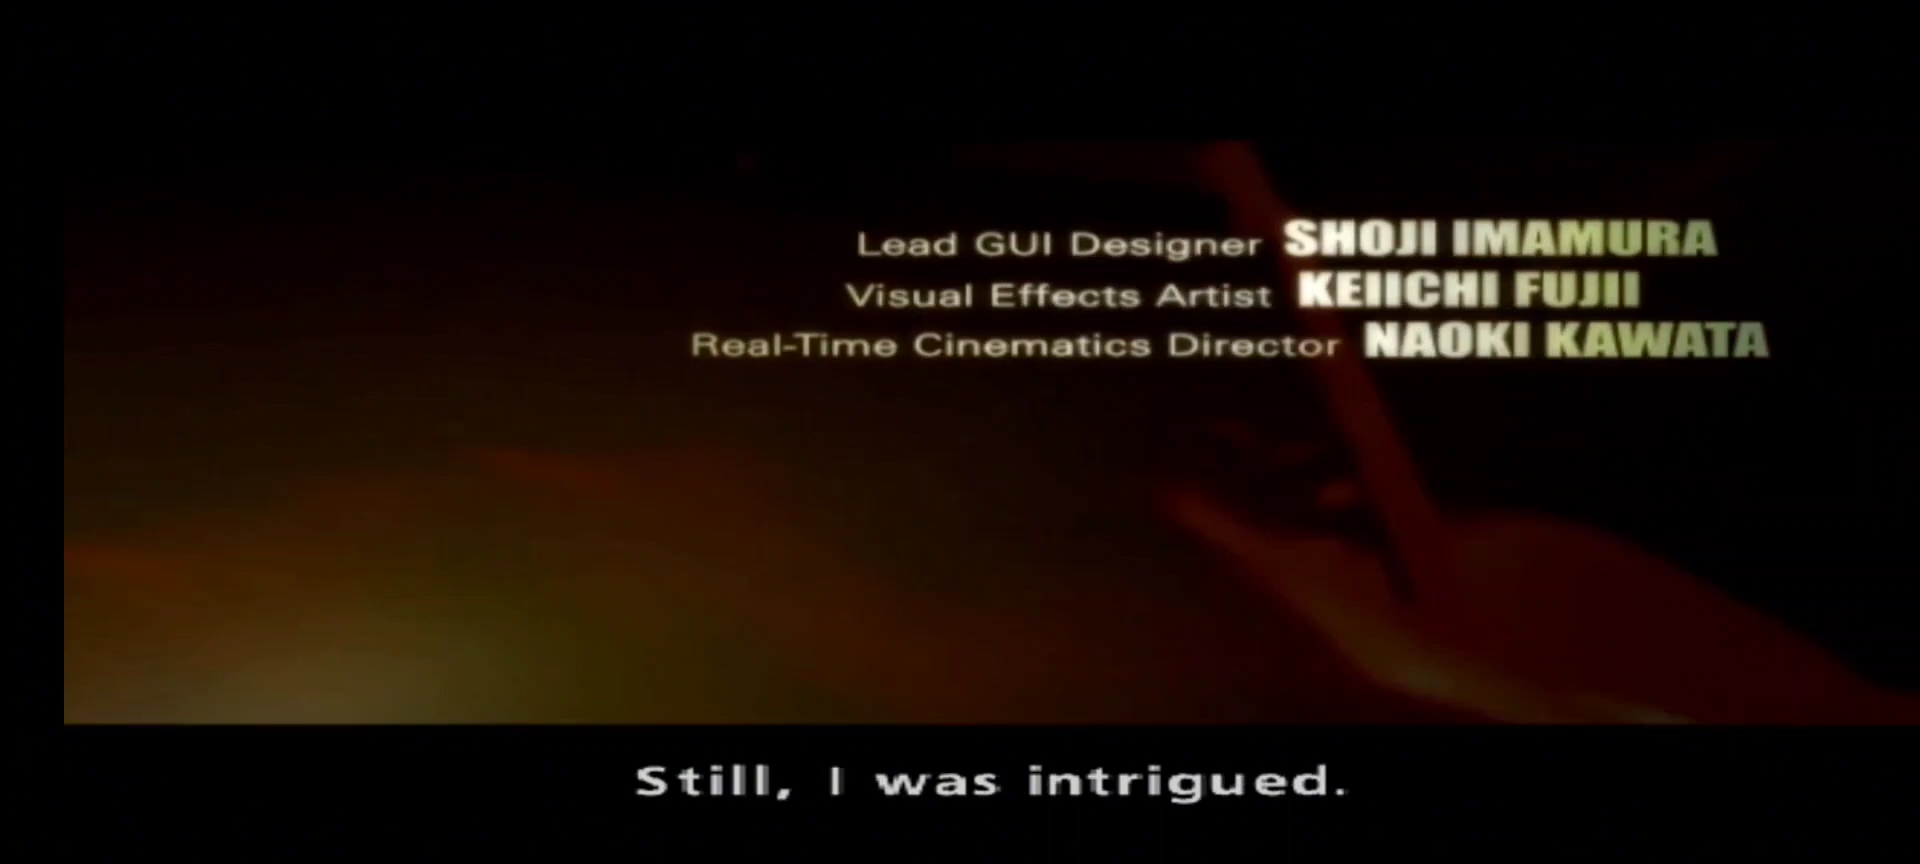 Lead GUI Designer SHOJI IMAMURA
Visual Effects Artist KEIICHI FUJII
Real-Time Cinematics Director NAOKI KAWATA
Still, I was intrigued.